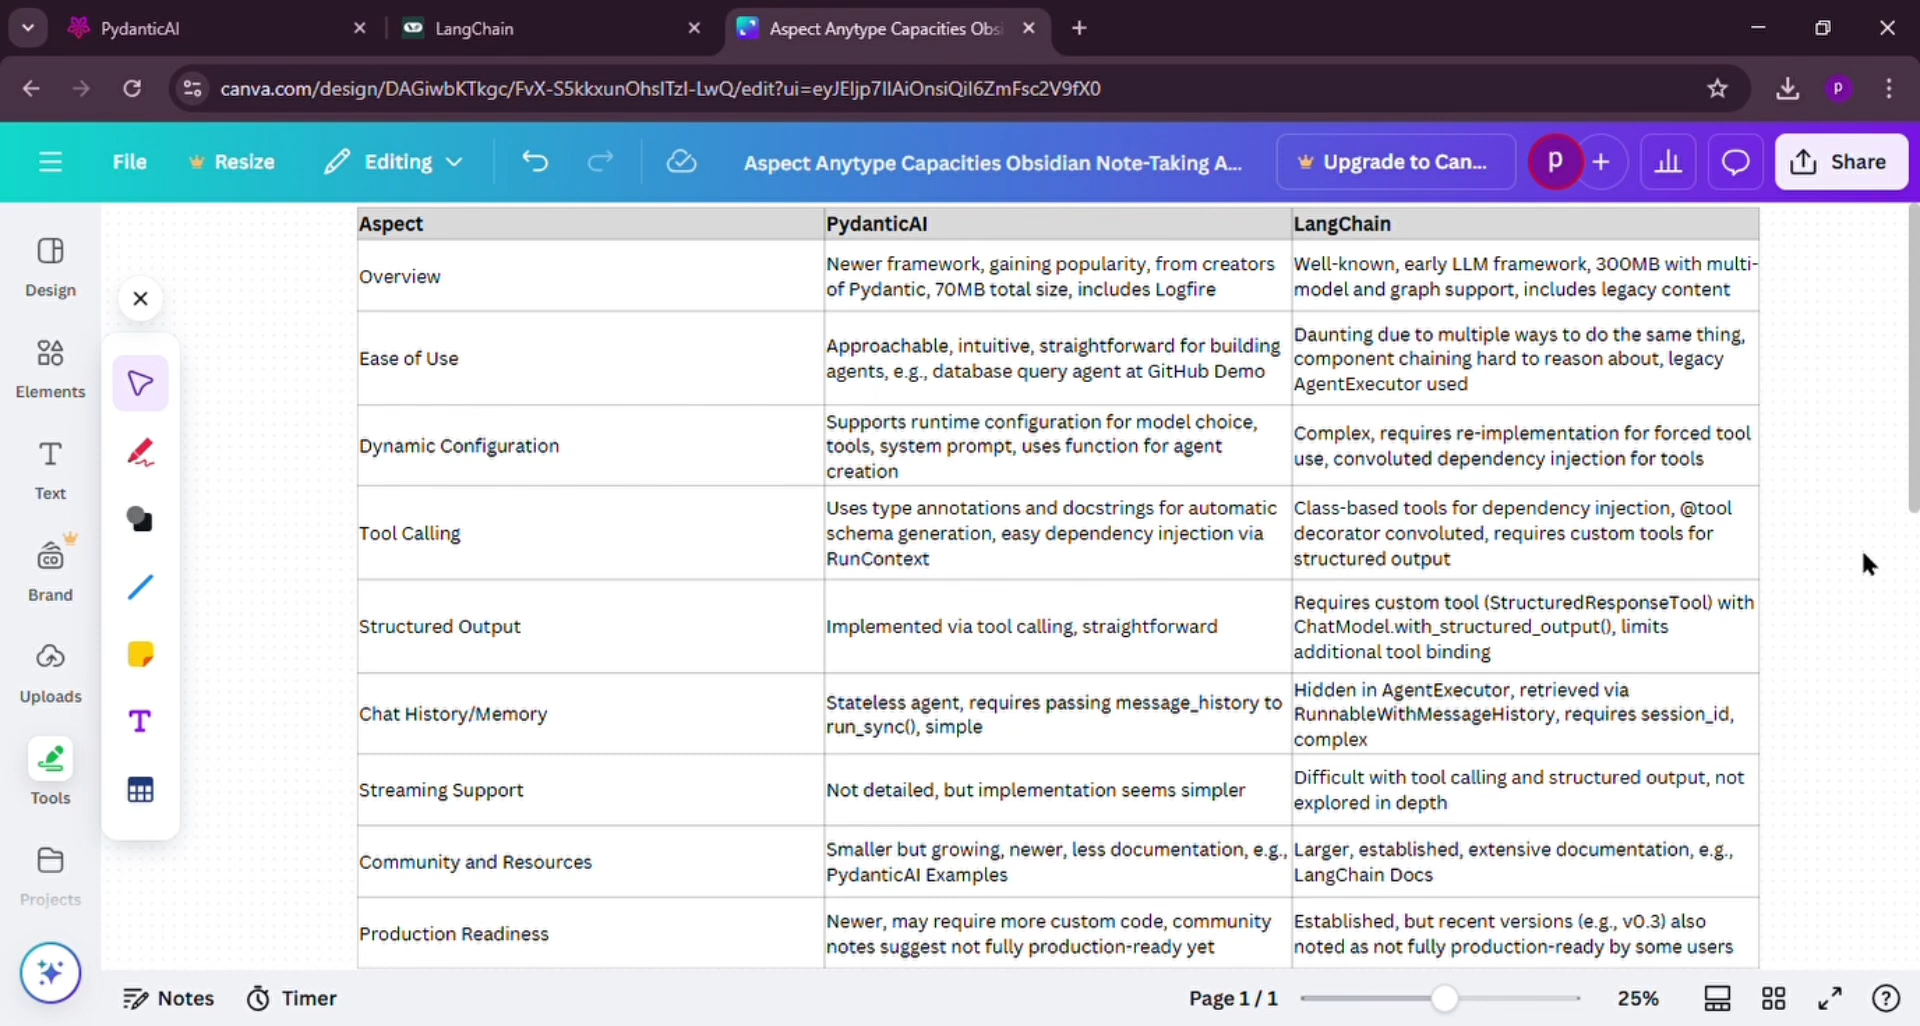 PydanticAI
LangChain
Aspect Anytype Capacities Obsi
canva.com/design/DAGiwbKTkgc/FvX-S5kkxunOhsITzI-LwQ/edit?ui=eyJEIjp7IlAiOnsiQiI6ZmFsc2V9fX0
p
File
Resize
Editing
Aspect Anytype Capacities Obsidian Note-Taking A...
Upgrade to Can...
P
Share
Design
Elements
Text
Brand
Uploads
Tools
Projects
Aspect PydanticAI LangChain
Overview
Newer framework, gaining popularity, from creators
of Pydantic, 70MB total size, includes Logfire
Well-known, early LLM framework, 300MB with multi-
model and graph support, includes legacy content
Ease of Use
Approachable, intuitive, straightforward for building
agents, e.g., database query agent at GitHub Demo
Daunting due to multiple ways to do the same thing,
component chaining hard to reason about, legacy
AgentExecutor used
Dynamic Configuration
Supports runtime configuration for model choice,
tools, system prompt, uses function for agent
creation
Complex, requires re-implementation for forced tool
use, convoluted dependency injection for tools
Tool Calling
Uses type annotations and docstrings for automatic
schema generation, easy dependency injection via
RunContext
Class-based tools for dependency injection, @tool
decorator convoluted, requires custom tools for
structured output
Structured Output
Implemented via tool calling, straightforward
Requires custom tool (StructuredResponseTool) with
ChatModel.with_structured_output(), limits
additional tool binding
Chat History/Memory
Stateless agent, requires passing message_history to
run_sync(), simple
Hidden in AgentExecutor, retrieved via
RunnableWithMessageHistory, requires session_id,
complex
Streaming Support
Not detailed, but implementation seems simpler
Difficult with tool calling and structured output, not
explored in depth
Community and Resources
Smaller but growing, newer, less documentation, e.g.,
PydanticAI Examples
Larger, established, extensive documentation, e.g.,
LangChain Docs
Production Readiness
Newer, may require more custom code, community
notes suggest not fully production-ready yet
Established, but recent versions (e.g., v0.3) also
noted as not fully production-ready by some users
Notes
Timer
Page 1 / 1
25%